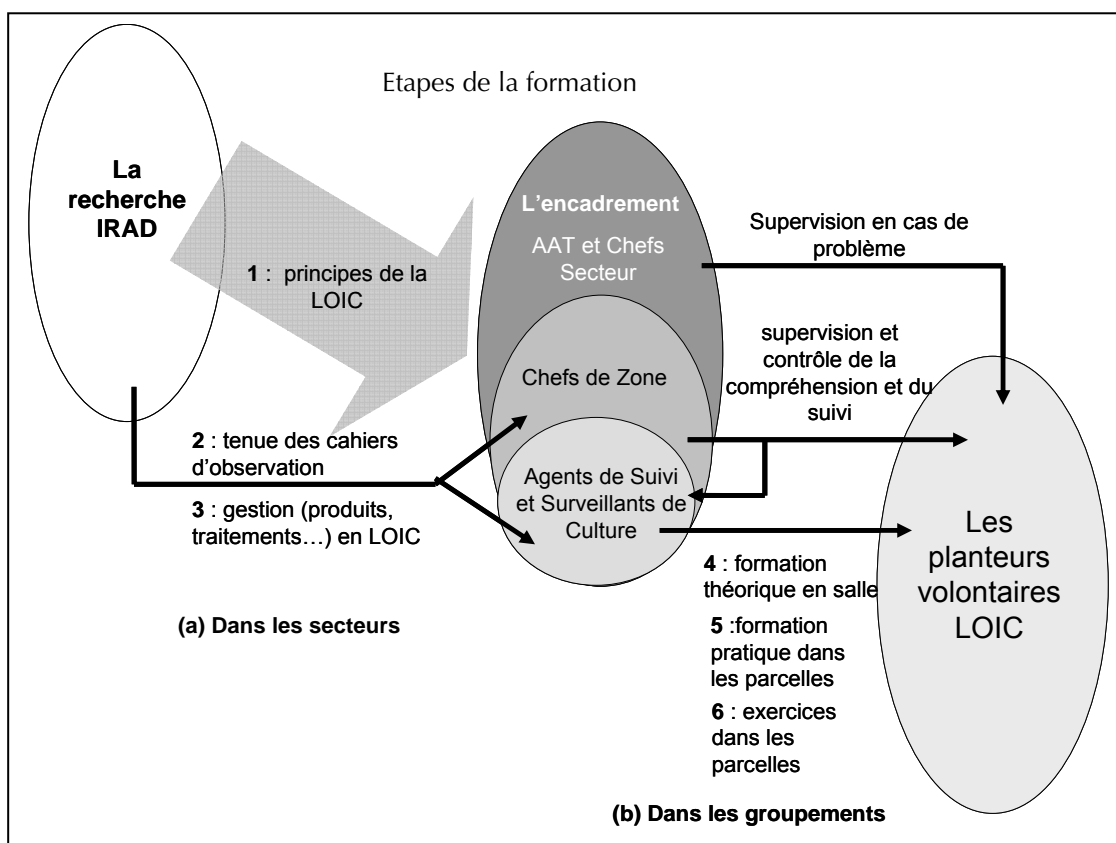 Etapes de la formation
La
recherche
IRAD
1 : principes de la
LOIC
2 : tenue des cahiers
d'observation
3 : gestion (produits,
traitements…) en LOIC
(a) Dans les secteurs
L'encadrement
AAT et Chefs
Secteur
Chefs de Zone
Agents de Suivi
et Surveillants de
Culture
Supervision en cas de
problème
supervision et
contrôle de la
compréhension et du
suivi
4 : formation
théorique en salle
5 :formation
pratique dans
les parcelles
6 : exercices
dans les
parcelles
(b) Dans les groupements
Les
planteurs
volontaires
LOIC